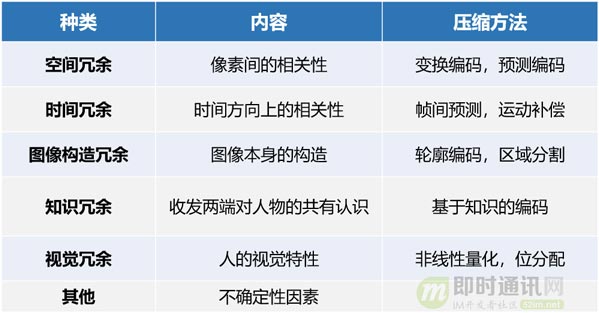 种类 内容 压缩方法
空间冗余 像素间的相关性 变换编码，预测编码
时间冗余 时间方向上的相关性 帧间预测，运动补偿
图像构造冗余 图像本身的构造 轮廓编码，区域分割
知识冗余 收发两端对人物的共有认识 基于知识的编码
视觉冗余 人的视觉特性 非线性量化，位分配
其他 不确定性因素
即时通讯网
IM开发者社区 52im.net